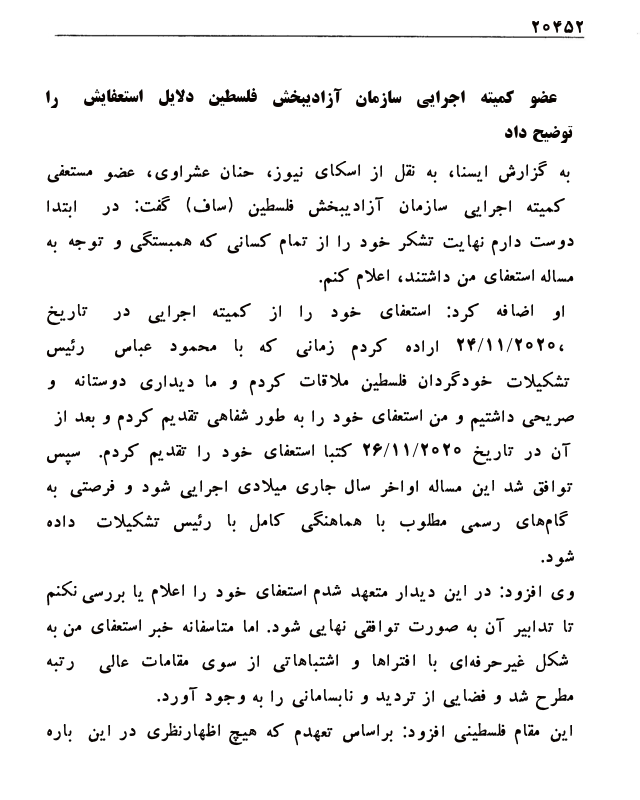 ۲۰۴۵۲
عضو کمیته اجرایی سازمان آزادیبخش فلسطین دلایل استعفایش را
توضیح داد
به گزارش ایسنا، به نقل از اسکای نیوز، حنان عشراوی، عضو مستعفی
کمیته اجرایی سازمان آزادیبخش فلسطین (ساف) گفت: در ابتدا
دوست دارم نهایت تشکر خود را از تمام کسانی که همبستگی و توجه به
مساله استعفای من داشتند، اعلام کنم.
او اضافه کرد: استعفای خود را از کمیته اجرایی در تاریخ
،۲۴/۱۱/۲۰۲۰ اراده کردم زمانی که با محمود عباس رئیس
تشکیلات خودگردان فلسطین ملاقات کردم و ما دیداری دوستانه و
صریحی داشتیم و من استعفای خود را به طور شفاهی تقدیم کردم و بعد از
آن در تاریخ ۲۶/۱۱/۲۰۲۰ کتبا استعفای خود را تقدیم کردم. سپس
توافق شد این مساله اواخر سال جاری میلادی اجرایی شود و فرصتی به
گام‌های رسمی مطلوب با هماهنگی کامل با رئیس تشکیلات داده
شود.
وی افزود: در این دیدار متعهد شدم استعفای خود را اعلام یا بررسی نکنم
تا تدابیر آن به صورت توافقی نهایی شود. اما متاسفانه خبر استعفای من به
شکل غیرحرفه‌ای با افتراها و اشتباهاتی از سوی مقامات عالی رتبه
مطرح شد و فضایی از تردید و نابسامانی را به وجود آورد.
این مقام فلسطینی افزود: براساس تعهدم که هیچ اظهارنظری در این باره